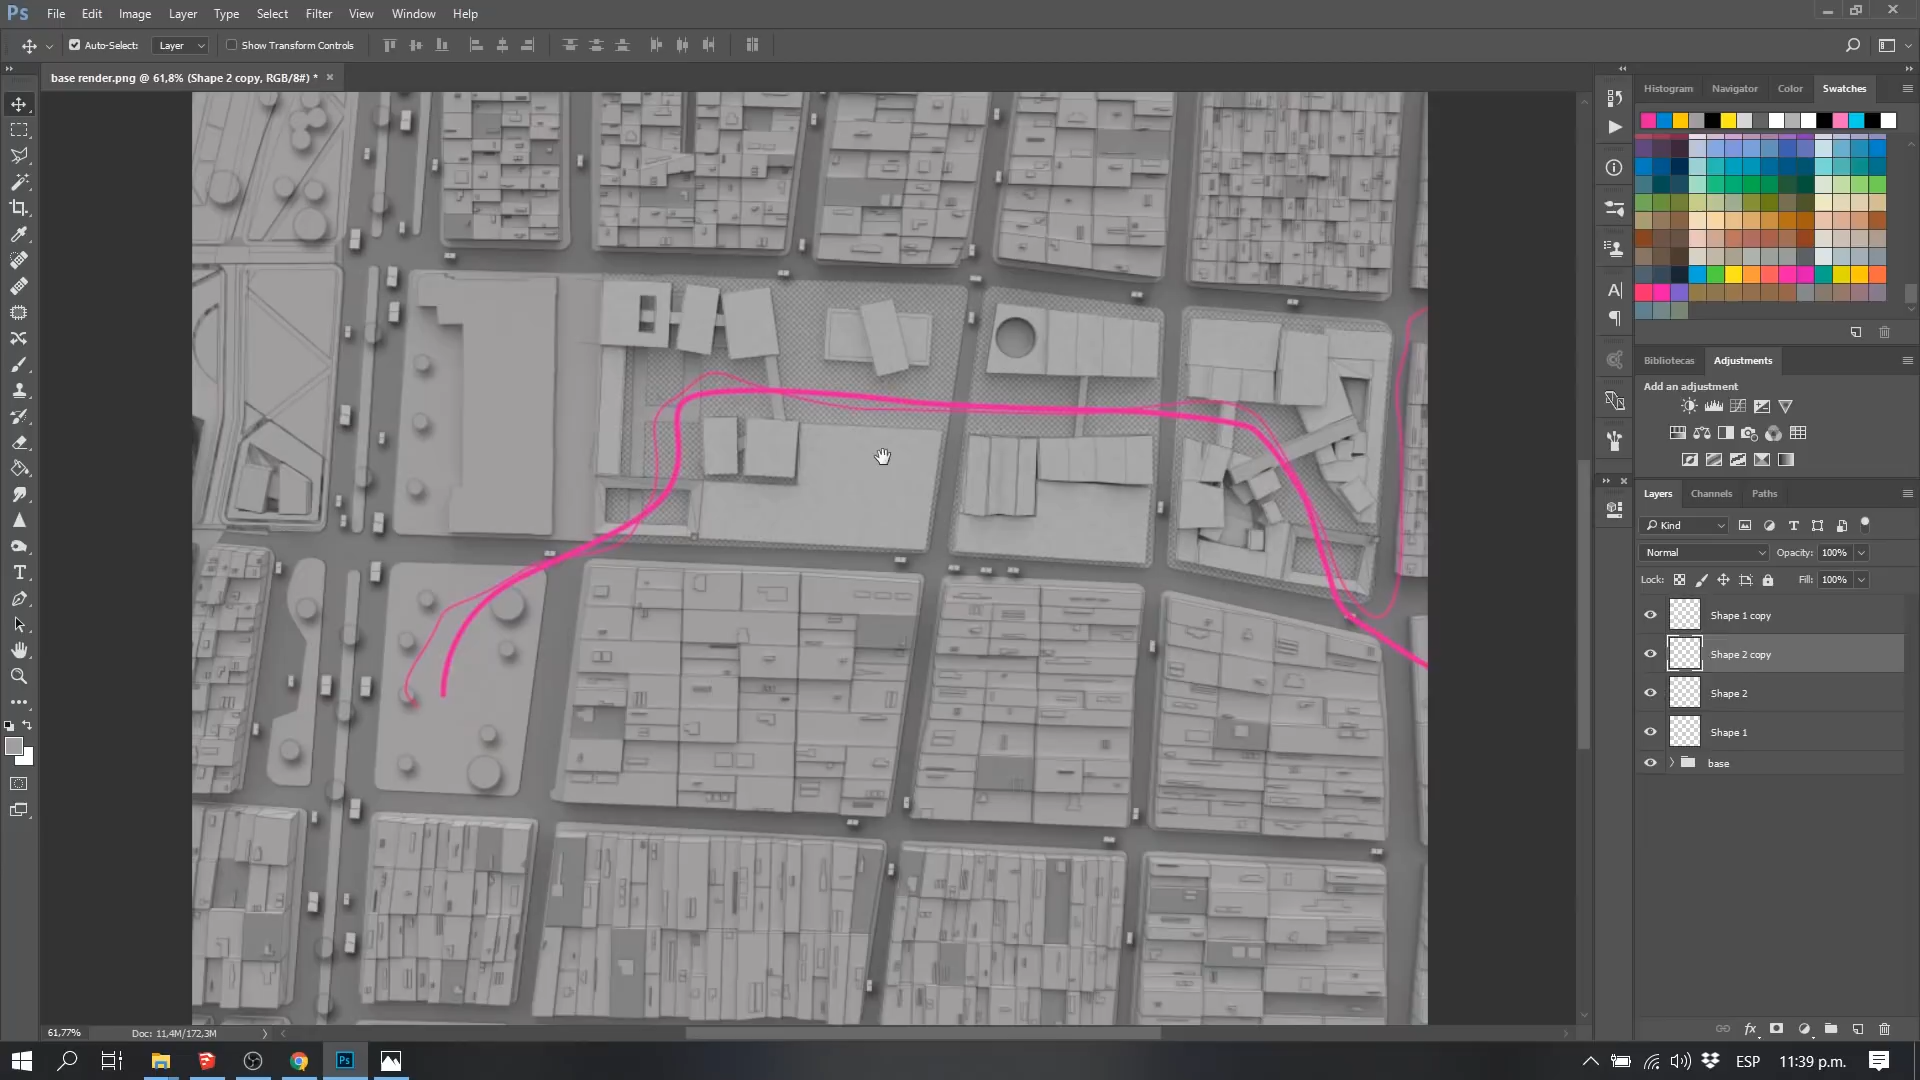 Ps File Edit Image Layer Type Select Filter View Window Help
Auto-Select: Layer Show Transform Controls
base render.png @ 61,8% (Shape 2 copy, RGB/8#) *
Histogram Navigator Color Swatches
Bibliotecas Adjustments
Add an adjustment
Layers Channels Paths
Kind
Normal Opacity: 100%
Lock: Fill: 100%
Shape 1 copy
Shape 2 copy
Shape 2
Shape 1
base
61,77% Doc: 11,4M/172,3M
Ps ESP 11:39 p.m.